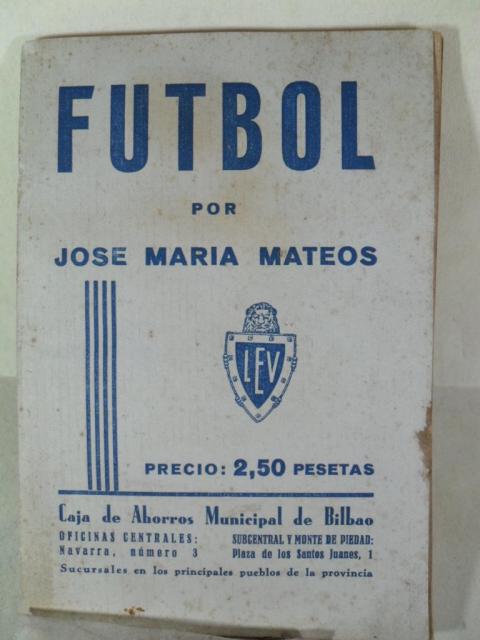 FUTBOL
POR
JOSE MARIA MATEOS
LEV
PRECIO: 2,50 PESETAS
Caja de Ahorros Municipal de Bilbao
OFICINAS CENTRALES:
Navarra, número 3
SUBCENTRAL Y MONTE DE PIEDAD:
Plaza de los Santos Juanes, 1
Sucursales en los principales pueblos de la provincia